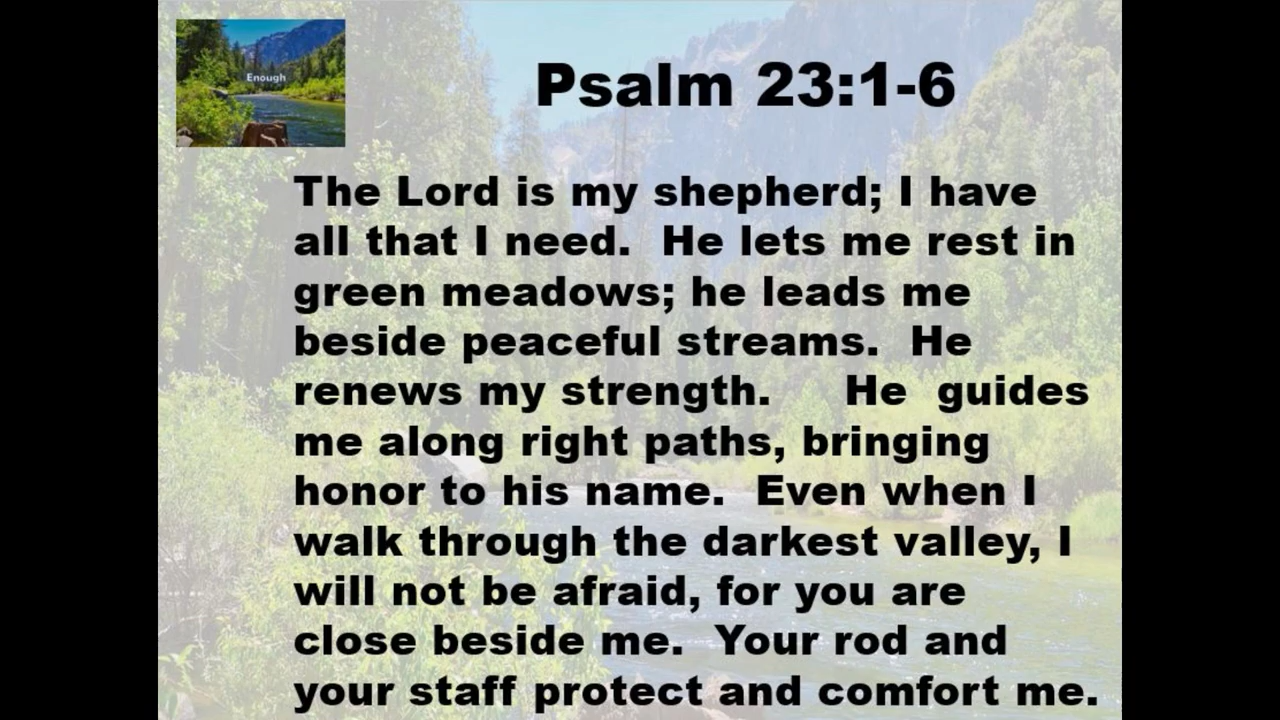 Enough
Psalm 23:1-6
The Lord is my shepherd; I have
all that I need.  He lets me rest in
green meadows; he leads me
beside peaceful streams.  He
renews my strength.     He  guides
me along right paths, bringing
honor to his name.  Even when I
walk through the darkest valley, I
will not be afraid, for you are
close beside me.  Your rod and
your staff protect and comfort me.